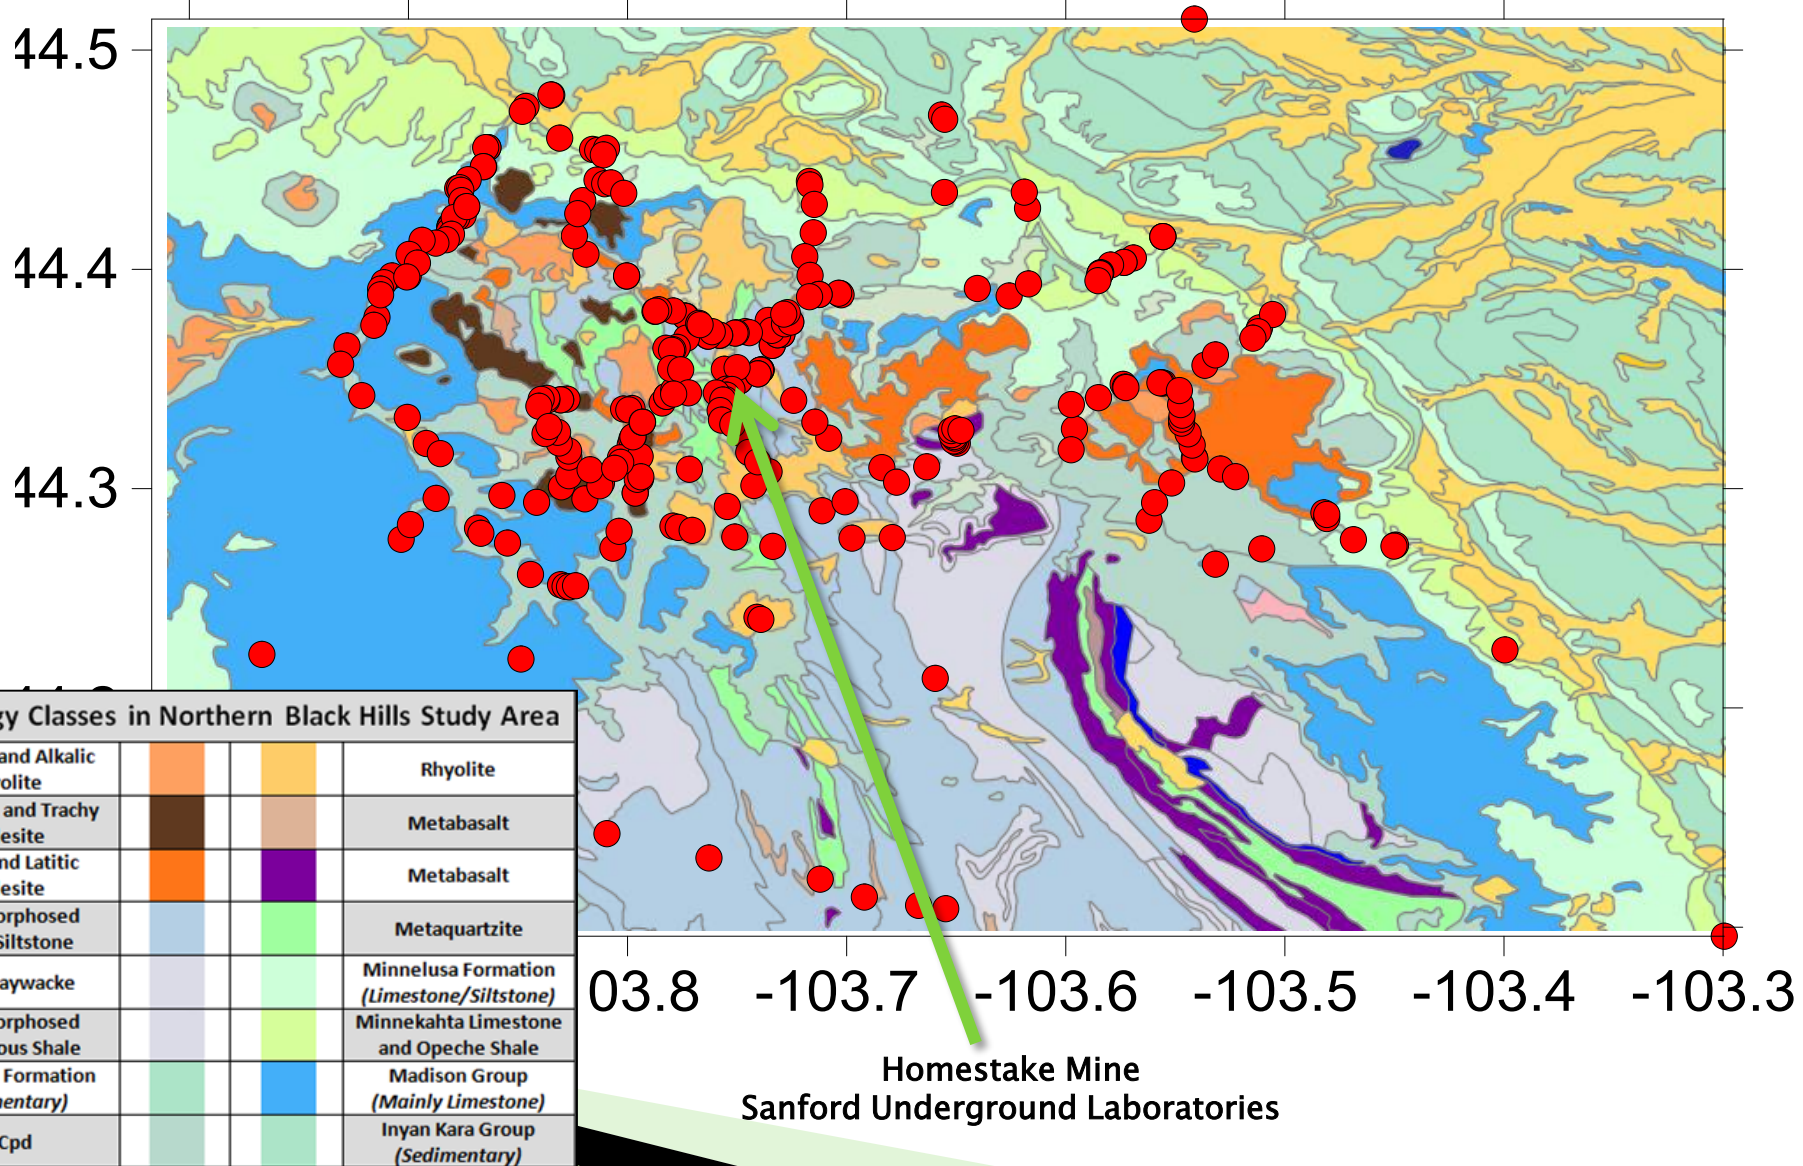 44.5
44.4
44.3
gy Classes in Northern Black Hills Study Area
and Alkalic
olite
Rhyolite
and Trachy
esite
Metabasalt
nd Latitic
esite
Metabasalt
orphosed
Siltstone
Metaquartzite
aywacke
Minnelusa Formation
(Limestone/Siltstone)
orphosed
ous Shale
Minnekahta Limestone
and Opeche Shale
Formation
mentary)
Madison Group
(Mainly Limestone)
Cpd
Inyan Kara Group
(Sedimentary)
03.8 -103.7 -103.6 -103.5 -103.4 -103.3
Homestake Mine
Sanford Underground Laboratories